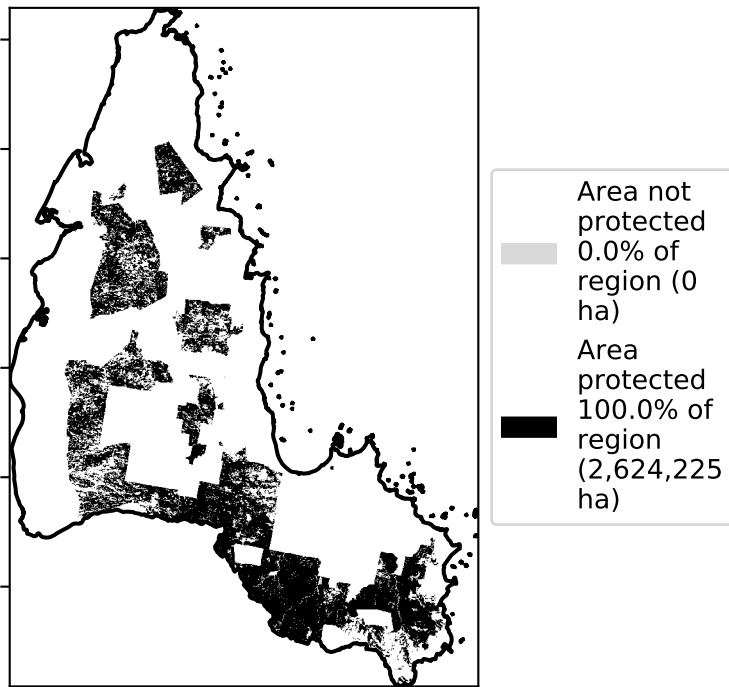 Area not
protected
0.0% of
region (0
ha)
Area
protected
100.0% of
region
(2,624,225
ha)